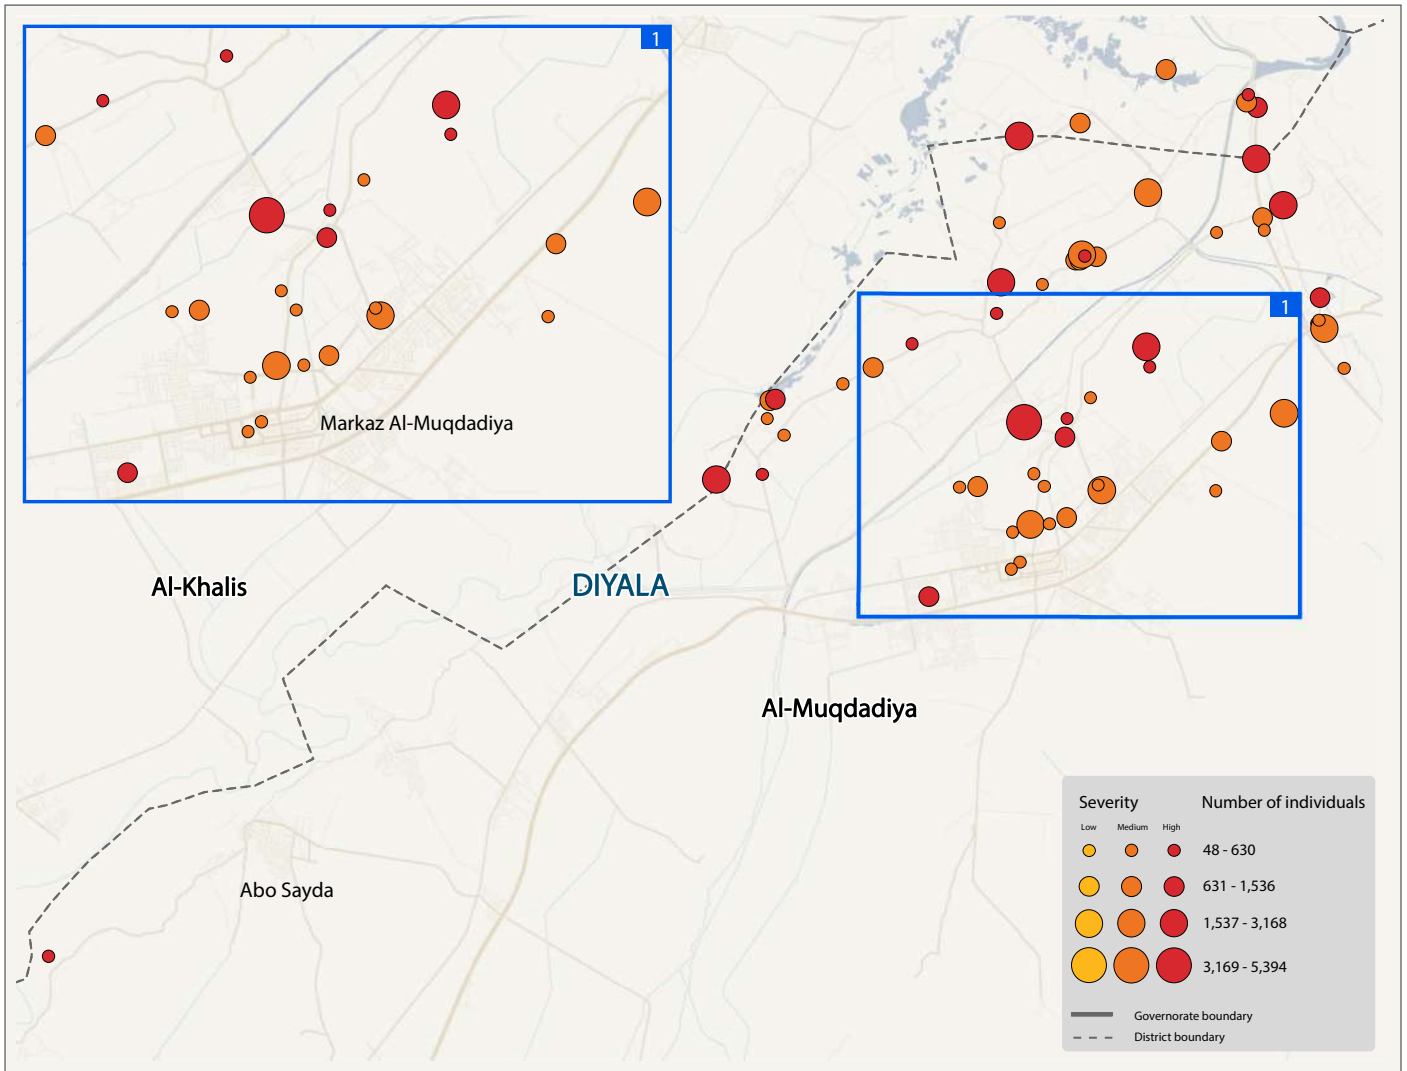 1
Markaz Al-Muqdadiya
1
Al-Khalis
DIYALA
Al-Muqdadiya
Abo Sayda
Severity
Number of individuals
Low
Medium
High
48 - 630
631 - 1,536
1,537 - 3,168
3,169 - 5,394
Governorate boundary
District boundary